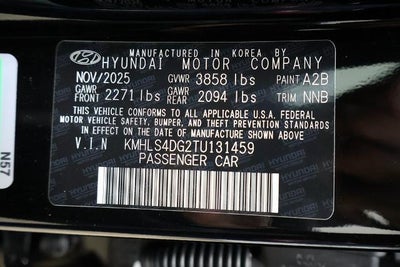 MANUFACTURED IN KOREA BY
HYUNDAI MOTOR COMPANY
NOV/2025 GVWR 3858 lbs PAINT A2B
GAWR FRONT 2271 lbs GAWR REAR 2094 lbs TRIM NNB
THIS VEHICLE CONFORMS TO ALL APPLICABLE U.S.A. FEDERAL
MOTOR VEHICLE SAFETY, BUMPER, AND THEFT PREVENTION STANDARDS
IN EFFECT ON THE DATE OF MANUFACTURE SHOWN ABOVE.
V.I.N KMHLS4DG2TU131459
PASSENGER CAR
N57